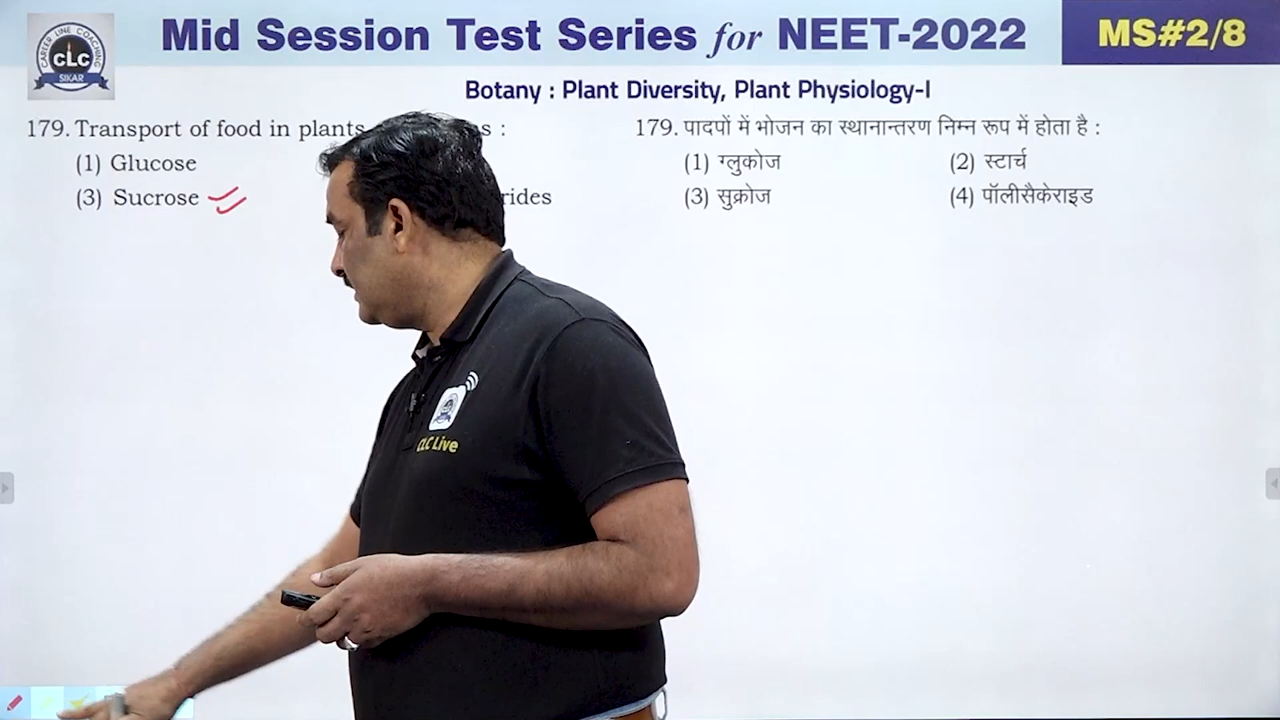 Mid Session Test Series for NEET-2022
MS#2/8
CAREER LINE COACHING
CLC
SIKAR
Botany : Plant Diversity, Plant Physiology-I
179. Transport of food in plants
(1) Glucose
(3) Sucrose
179. पादपों में भोजन का स्थानान्तरण निम्न रूप में होता है :
(1) ग्लुकोज (2) स्टार्च
(3) सुक्रोज (4) पॉलीसैकेराइड
CLC Live